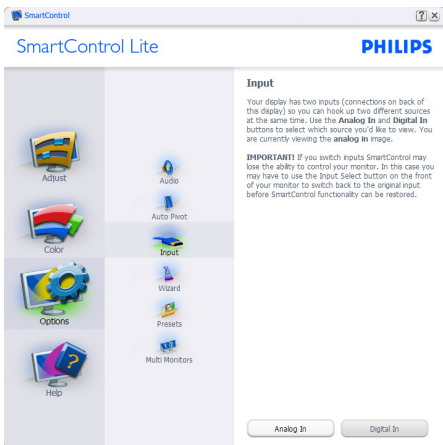 SmartControl
? x
SmartControl Lite
PHILIPS
Adjust
Color
Options
Help
Audio
Auto Pivot
Input
Wizard
Presets
Multi Monitors
Input
Your display has two inputs (connections on back of
this display) so you can hook up two different sources
at the same time. Use the Analog In and Digital In
buttons to select which source you'd like to view. You
are currently viewing the analog in image.
IMPORTANT! If you switch inputs SmartControl may
lose the ability to control your monitor. In this case you
may have to use the Input Select button on the front
of your monitor to switch back to the original input
before SmartControl functionality can be restored.
Analog In
Digital In